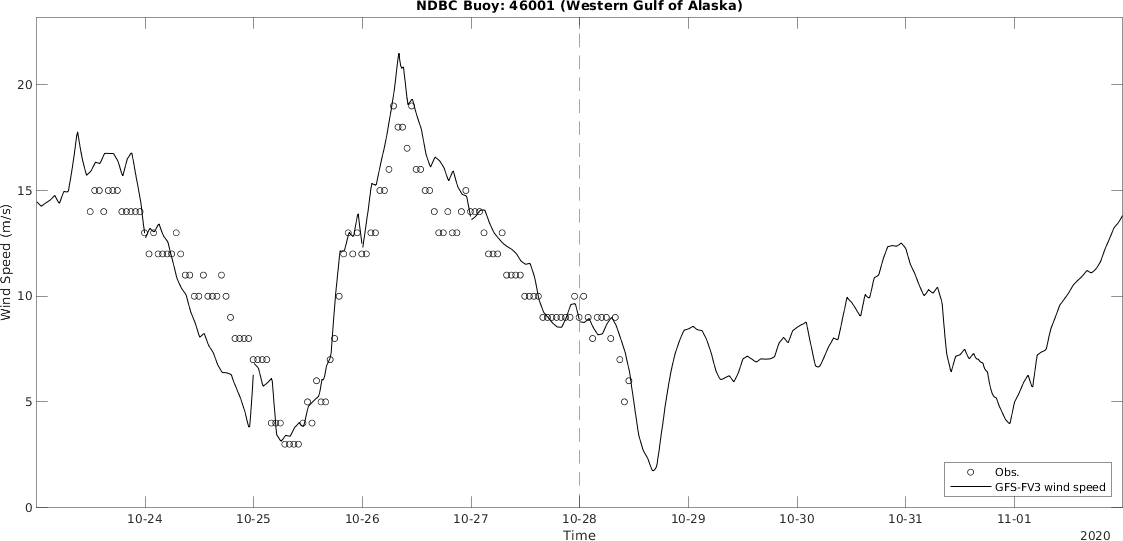 NDBC Buoy: 46001 (Western Gulf of Alaska)
Wind Speed (m/s)
20
15
10
5
0
Obs.
GFS-FV3 wind speed
10-24 10-25 10-26 10-27 10-28 10-29 10-30 10-31 11-01
Time
2020